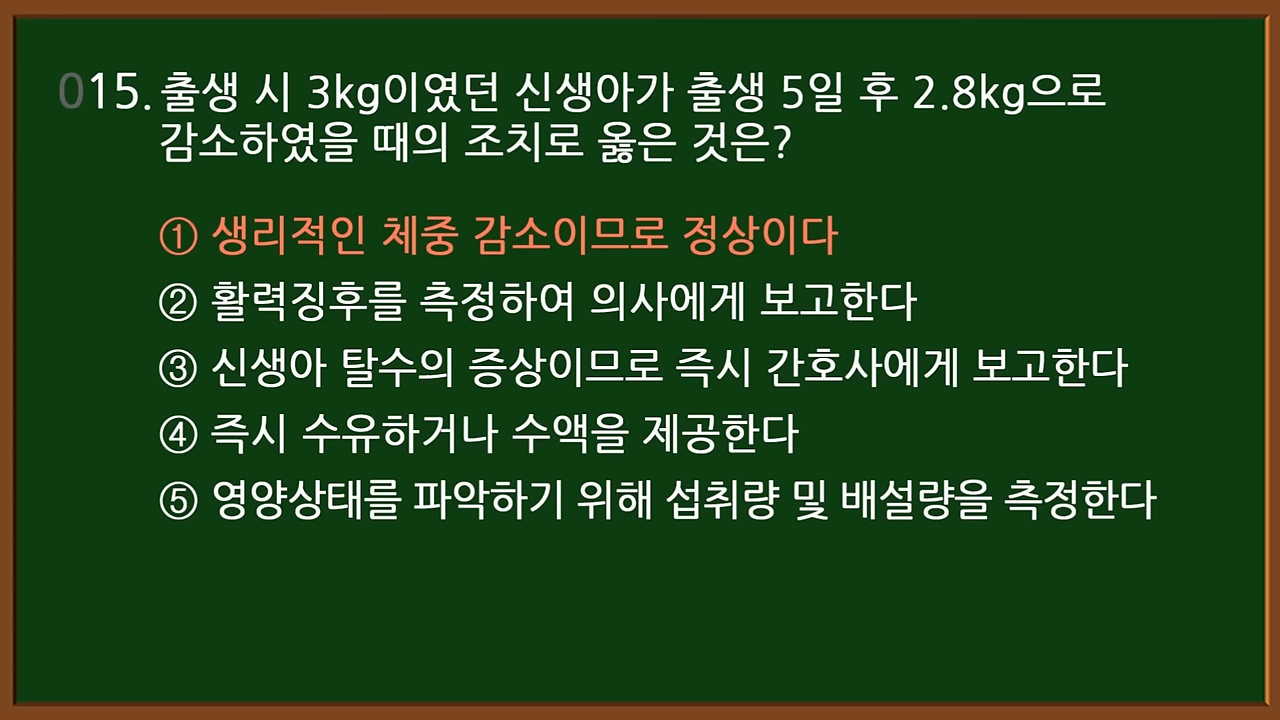 015. 출생 시 3kg이였던 신생아가 출생 5일 후 2.8kg으로
감소하였을 때의 조치로 옳은 것은?
① 생리적인 체중 감소이므로 정상이다
② 활력징후를 측정하여 의사에게 보고한다
③ 신생아 탈수의 증상이므로 즉시 간호사에게 보고한다
④ 즉시 수유하거나 수액을 제공한다
⑤ 영양상태를 파악하기 위해 섭취량 및 배설량을 측정한다